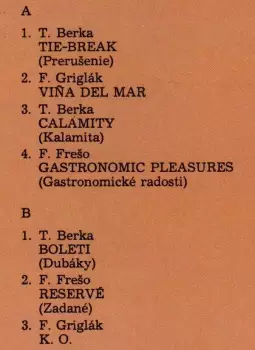 A
1. T. Berka
TIE-BREAK
(Prerušenie)
2. F. Griglák
VIÑA DEL MAR
3. T. Berka
CALAMITY
(Kalamita)
4. F. Frešo
GASTRONOMIC PLEASURES
(Gastronomické radosti)
B
1. T. Berka
BOLETI
(Dubáky)
2. F. Frešo
RESERVÉ
(Zadané)
3. F. Griglák
K. O.